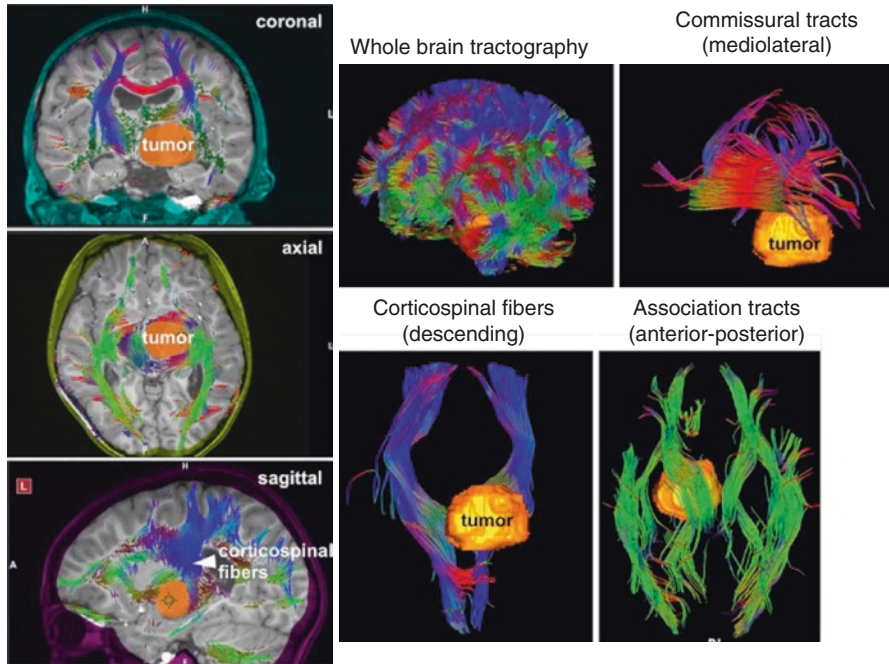 H
coronal
L
tumor
F
A
axial
tumor
L
H
sagittal
L
A
corticospinal
fibers
Whole brain tractography
Commissural tracts
(mediolateral)
tumor
Corticospinal fibers
(descending)
tumor
Association tracts
(anterior-posterior)